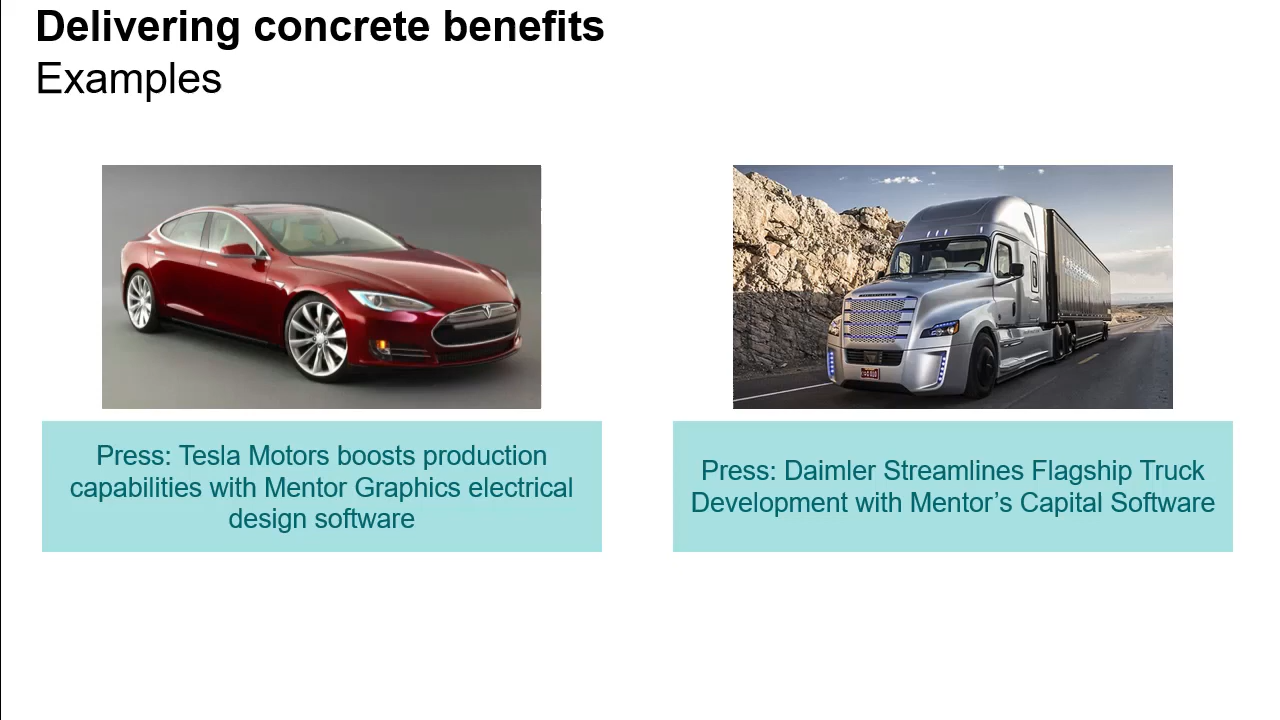 Delivering concrete benefits
Examples
Press: Tesla Motors boosts production
capabilities with Mentor Graphics electrical
design software
Press: Daimler Streamlines Flagship Truck
Development with Mentor’s Capital Software